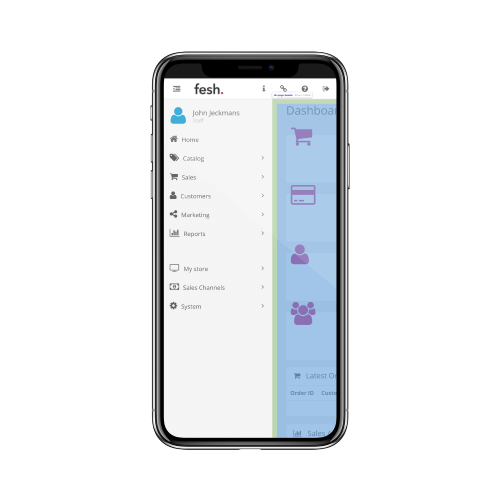 fesh.
John Jeckmans
Staff
Dashboar
Home
Catalog
Sales
Customers
Marketing
Reports
My store
Sales Channels
System
Latest Or
Order ID Custo
Sales